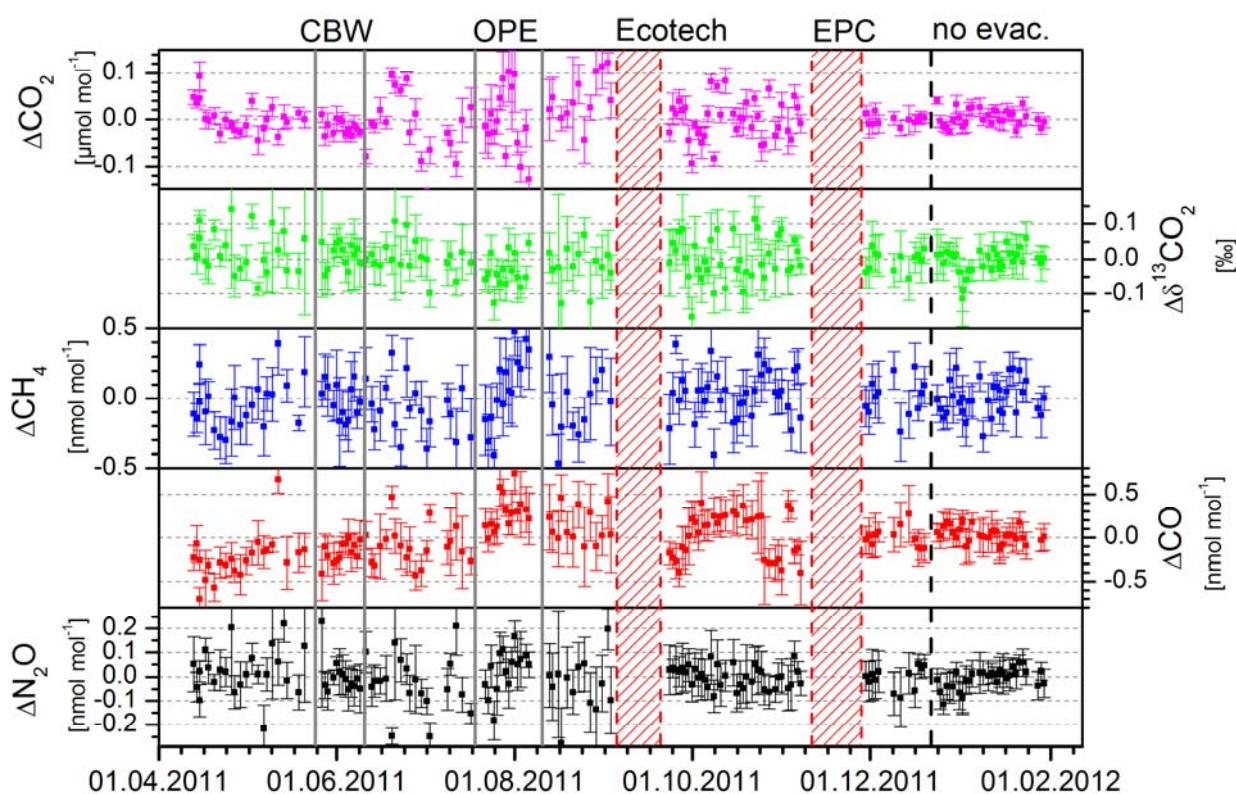 CBW OPE Ecotech EPC no evac.
ΔCO₂
[µmol mol⁻¹]
0.1
0.0
-0.1
0.1
0.0
-0.1
Δδ¹³CO₂
[‰]
ΔCH₄
[nmol mol⁻¹]
0.5
0.0
-0.5
0.5
0.0
-0.5
ΔCO
[nmol mol⁻¹]
ΔN₂O
[nmol mol⁻¹]
0.2
0.1
0.0
-0.1
-0.2
01.04.2011 01.06.2011 01.08.2011 01.10.2011 01.12.2011 01.02.2012